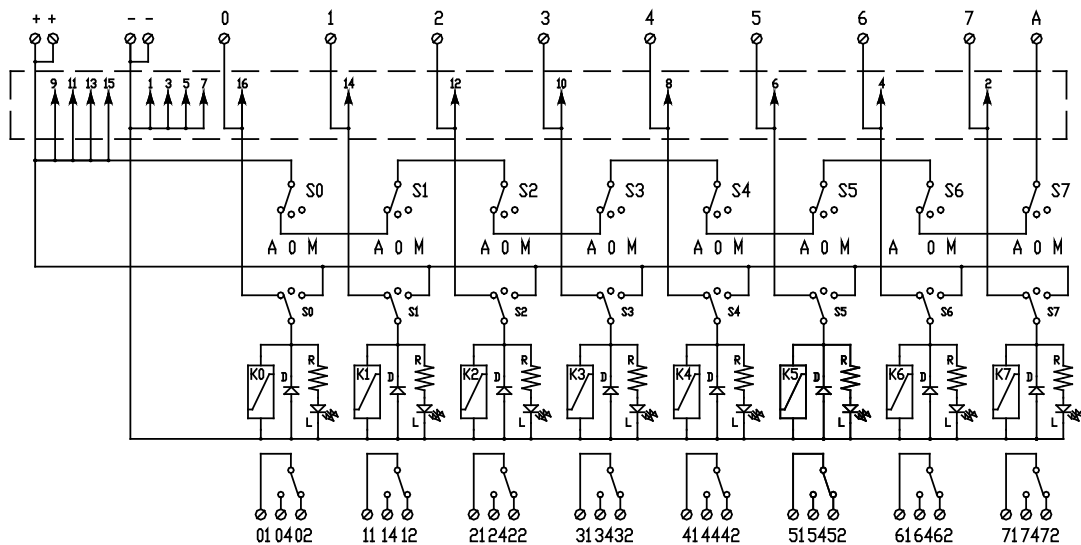 + + - - 0 1 2 3 4 5 6 7 A
9 11 13 15 1 3 5 7 16 14 12 10 8 6 4 2
S0 S1 S2 S3 S4 S5 S6 S7
A 0 M A 0 M A 0 M A 0 M A 0 M A 0 M A 0 M A 0 M
S0 S1 S2 S3 S4 S5 S6 S7
R R R R R R R R
K0 D K1 D K2 D K3 D K4 D K5 D K6 D K7 D
L L L L L L L L
01 04 02 11 14 12 21 24 22 31 34 32 41 44 42 51 54 52 61 64 62 71 74 72